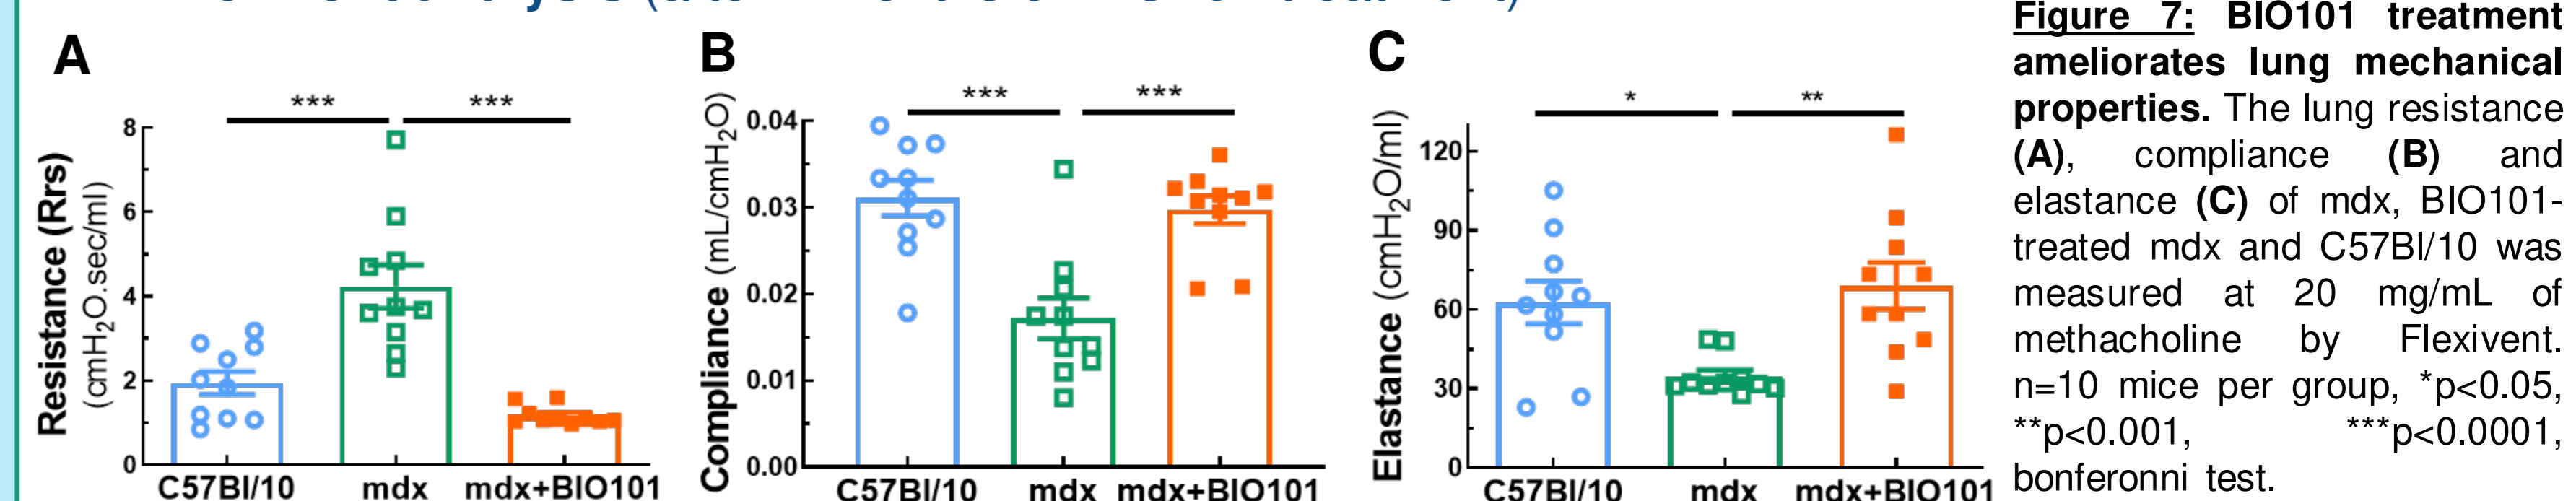 A
Resistance (Rrs)
(cmH2O.sec/ml)
8
6
4
2
0
***
***
C57Bl/10
mdx
mdx+BIO101
B
Compliance (mL/cmH2O)
0.04
0.03
0.02
0.01
0.00
***
***
C57Bl/10
mdx
mdx+BIO101
C
Elastance (cmH2O/ml)
120
90
60
30
0
*
**
C57Bl/10
mdx
mdx+BIO101
Figure 7: BIO101 treatment
ameliorates lung mechanical
properties. The lung resistance
(A), compliance (B) and
elastance (C) of mdx, BIO101-
treated mdx and C57Bl/10 was
measured at 20 mg/mL of
methacholine by Flexivent.
n=10 mice per group, *p<0.05,
**p<0.001, ***p<0.0001,
bonferonni test.